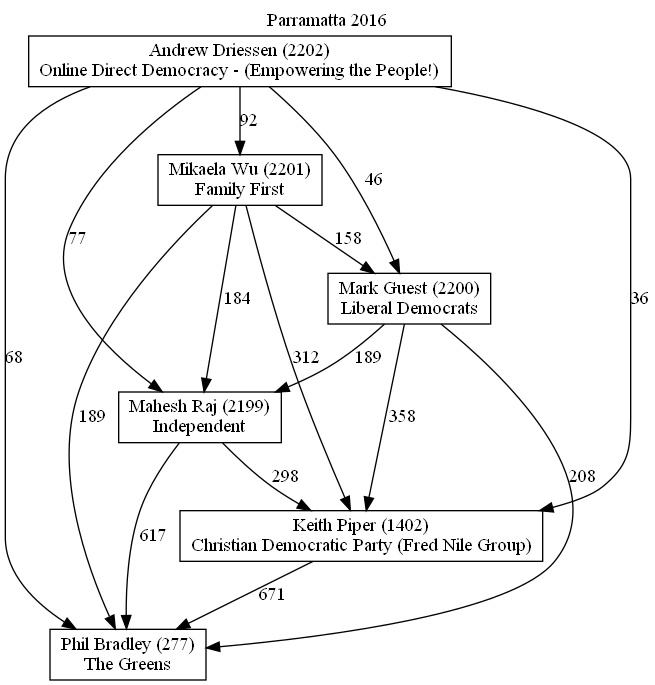 Parramatta 2016
Andrew Driessen (2202)
Online Direct Democracy - (Empowering the People!)
92
Mikaela Wu (2201)
Family First
46
77
158
Mark Guest (2200)
Liberal Democrats
184
36
68
312
189
189
Mahesh Raj (2199)
Independent
358
298
208
Keith Piper (1402)
Christian Democratic Party (Fred Nile Group)
617
671
Phil Bradley (277)
The Greens